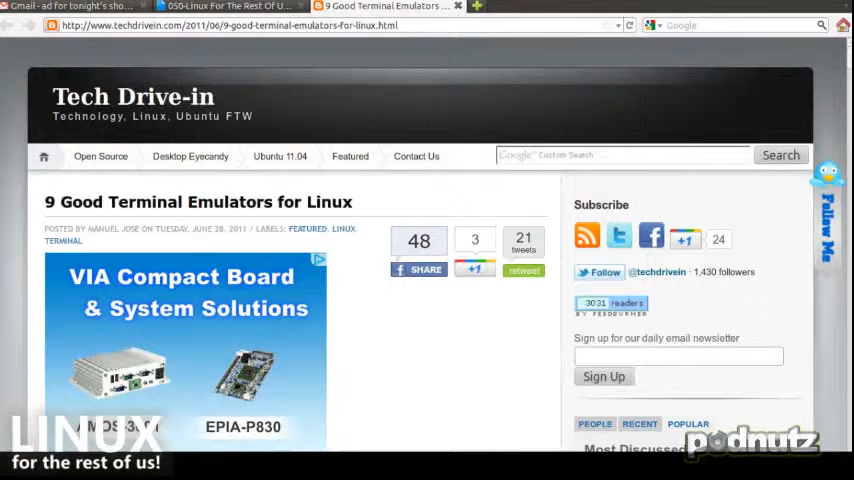 Gmail - ad for tonight's sho...
050-Linux For The Rest Of U...
9 Good Terminal Emulators ...
http://www.techdrivein.com/2011/06/9-good-terminal-emulators-for-linux.html
Google
Tech Drive-in
Technology, Linux, Ubuntu FTW
Open Source
Desktop Eyecandy
Ubuntu 11.04
Featured
Contact Us
Google Custom Search
Search
9 Good Terminal Emulators for Linux
POSTED BY MANUEL JOSE ON TUESDAY, JUNE 28, 2011 / LABELS: FEATURED, LINUX,
TERMINAL
48
SHARE
3
+1
21
tweets
retweet
VIA Compact Board
& System Solutions
EPIA-P830
Subscribe
+1
24
Follow @techdrivein · 1,430 followers
3031 readers
BY FEEDBURNER
Sign up for our daily email newsletter
Sign Up
PEOPLE RECENT POPULAR
Most Discussed
Follow Me
LINUX
for the rest of us!
podnutz